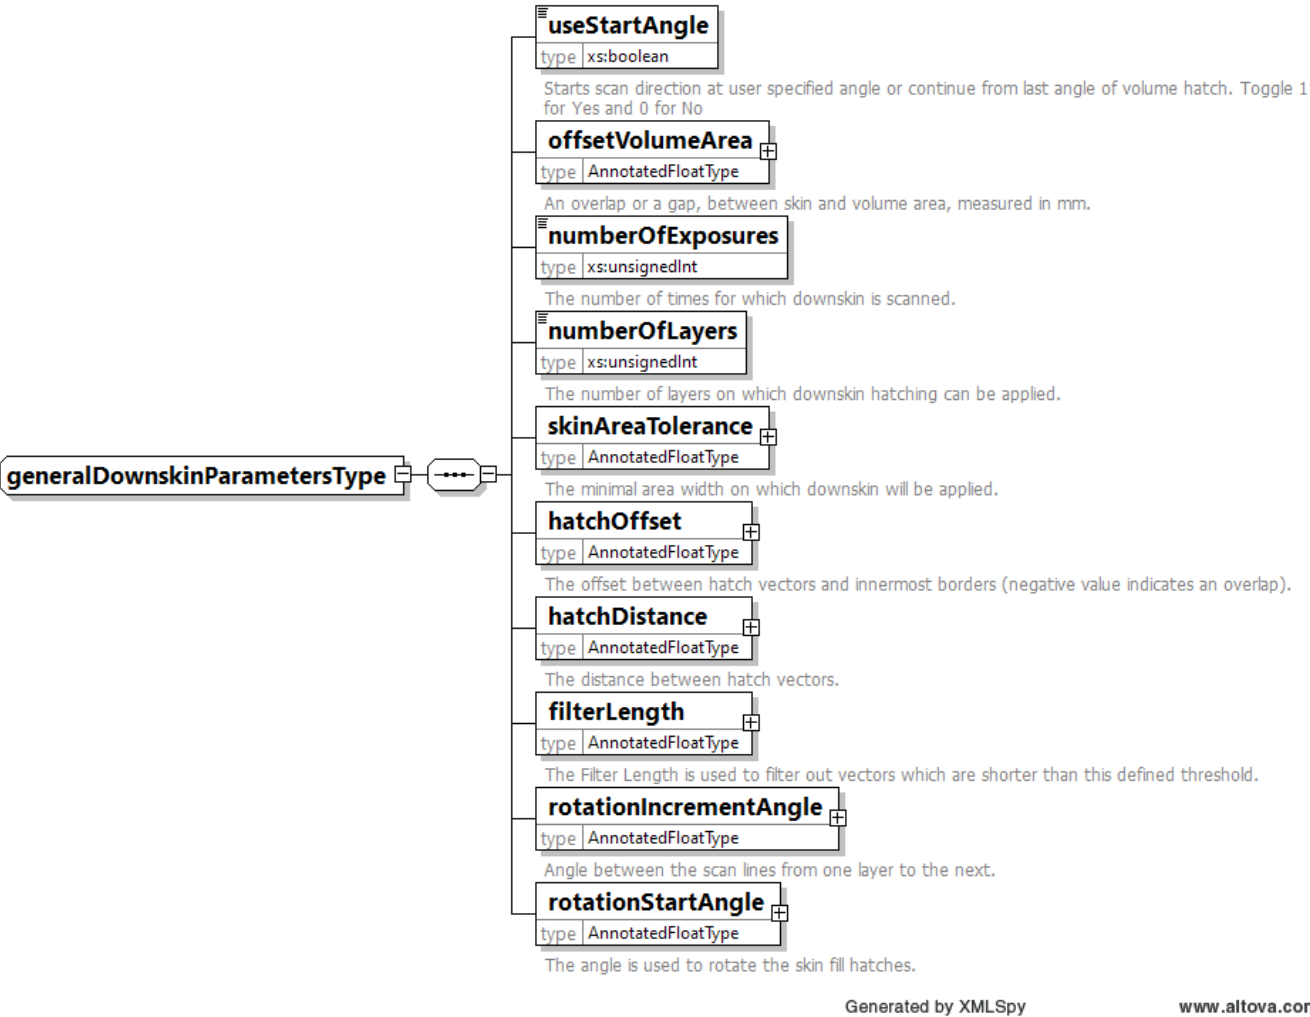 useStartAngle
type xs:boolean
Starts scan direction at user specified angle or continue from last angle of volume hatch. Toggle 1
for Yes and 0 for No
offsetVolumeArea
type AnnotatedFloatType
An overlap or a gap, between skin and volume area, measured in mm.
numberOfExposures
type xs:unsignedInt
The number of times for which downskin is scanned.
numberOfLayers
type xs:unsignedInt
The number of layers on which downskin hatching can be applied.
skinAreaTolerance
type AnnotatedFloatType
generalDownskinParametersType
The minimal area width on which downskin will be applied.
hatchOffset
type AnnotatedFloatType
The offset between hatch vectors and innermost borders (negative value indicates an overlap).
hatchDistance
type AnnotatedFloatType
The distance between hatch vectors.
filterLength
type AnnotatedFloatType
The Filter Length is used to filter out vectors which are shorter than this defined threshold.
rotationIncrementAngle
type AnnotatedFloatType
Angle between the scan lines from one layer to the next.
rotationStartAngle
type AnnotatedFloatType
The angle is used to rotate the skin fill hatches.
Generated by XMLSpy www.altova.com